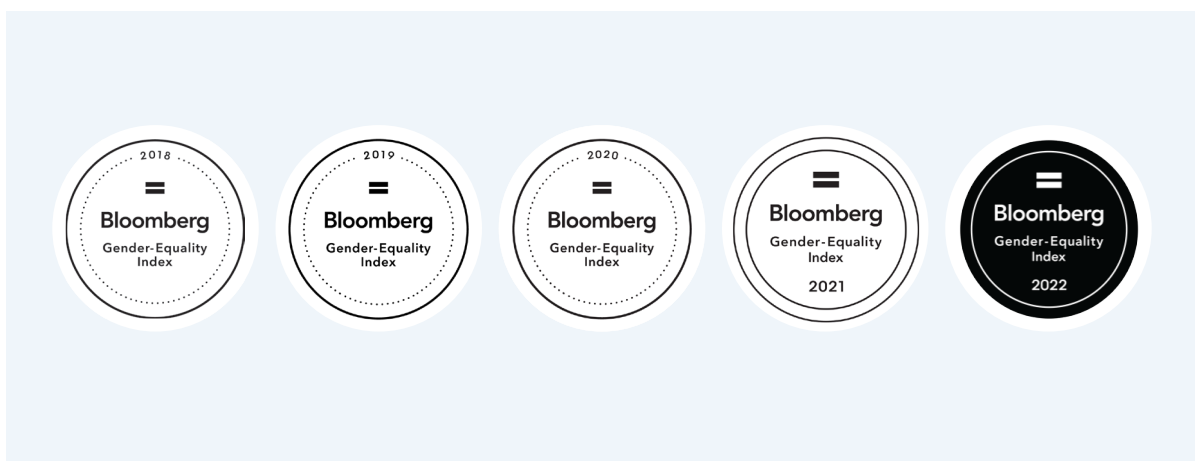 2018
=
Bloomberg
Gender-Equality
Index
2019
=
Bloomberg
Gender-Equality
Index
2020
=
Bloomberg
Gender-Equality
Index
=
Bloomberg
Gender-Equality
Index
2021
=
Bloomberg
Gender-Equality
Index
2022